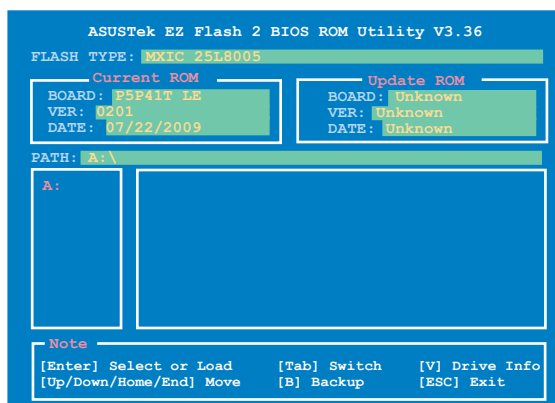 ASUSTek EZ Flash 2 BIOS ROM Utility V3.36
FLASH TYPE: MXIC 25L8005
Current ROM
BOARD: P5P41T LE
VER: 0201
DATE: 07/22/2009
Update ROM
BOARD: Unknown
VER: Unknown
DATE: Unknown
PATH: A:\
A:
Note
[Enter] Select or Load [Tab] Switch [V] Drive Info
[Up/Down/Home/End] Move [B] Backup [ESC] Exit